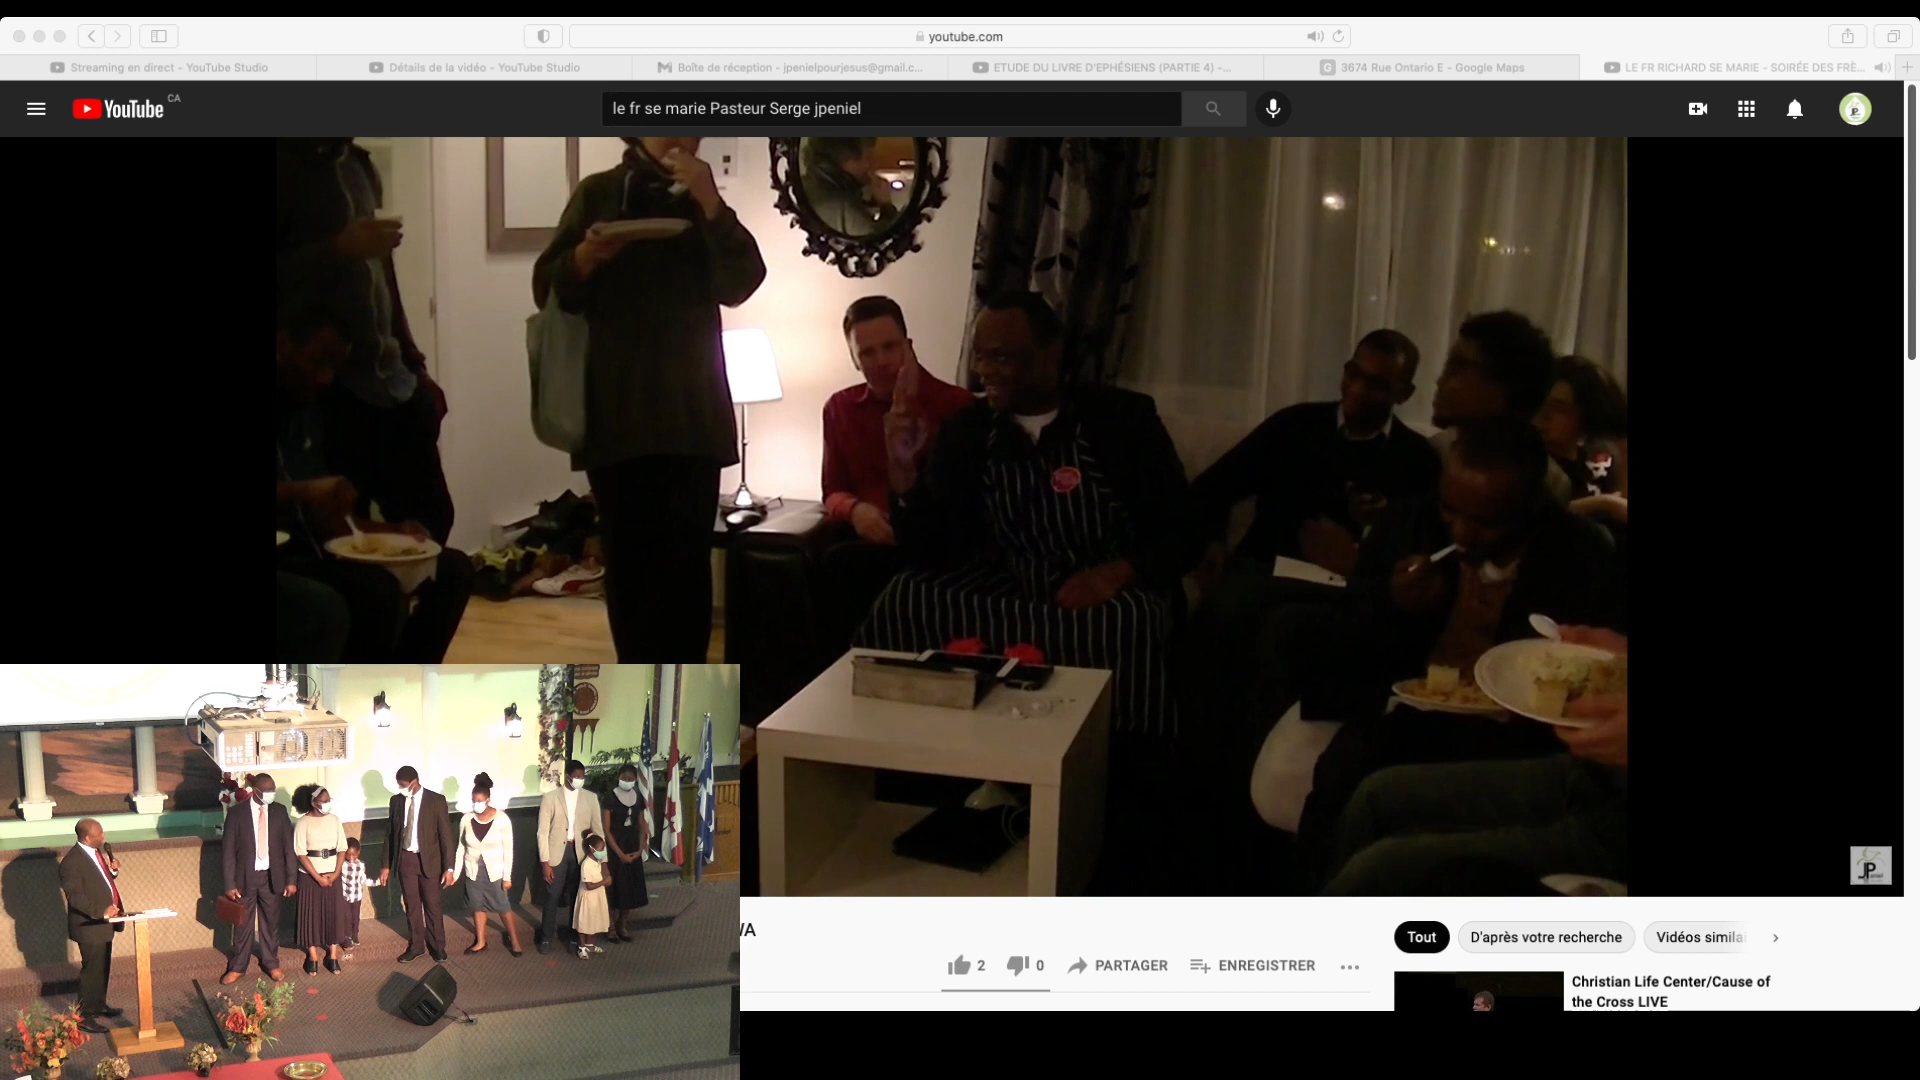 youtube.com
Streaming en direct - YouTube Studio
Détails de la vidéo - YouTube Studio
Boîte de réception - jpenielpourjesus@gmail.c...
ETUDE DU LIVRE D'EPHÉSIENS (PARTIE 4) -...
3674 Rue Ontario E - Google Maps
LE FR RICHARD SE MARIE - SOIRÉE DES FRÈ...
YouTube CA
le fr se marie Pasteur Serge jpeniel
JP
/A
2 0 PARTAGER ENREGISTRER ...
Tout D'après votre recherche Vidéos simila
Christian Life Center/Cause of
the Cross LIVE